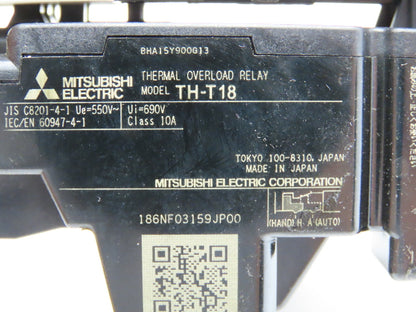 BHA15Y900G13
MITSUBISHI ELECTRIC
THERMAL OVERLOAD RELAY
MODEL TH-T18
JIS C8201-4-1 Ue=550V~ Ui=690V
IEC/EN 60947-4-1 Class 10A
TOKYO 100-8310, JAPAN
MADE IN JAPAN
MITSUBISHI ELECTRIC CORPORATION
186NF03159JP00
(HAND) H A (AUTO)